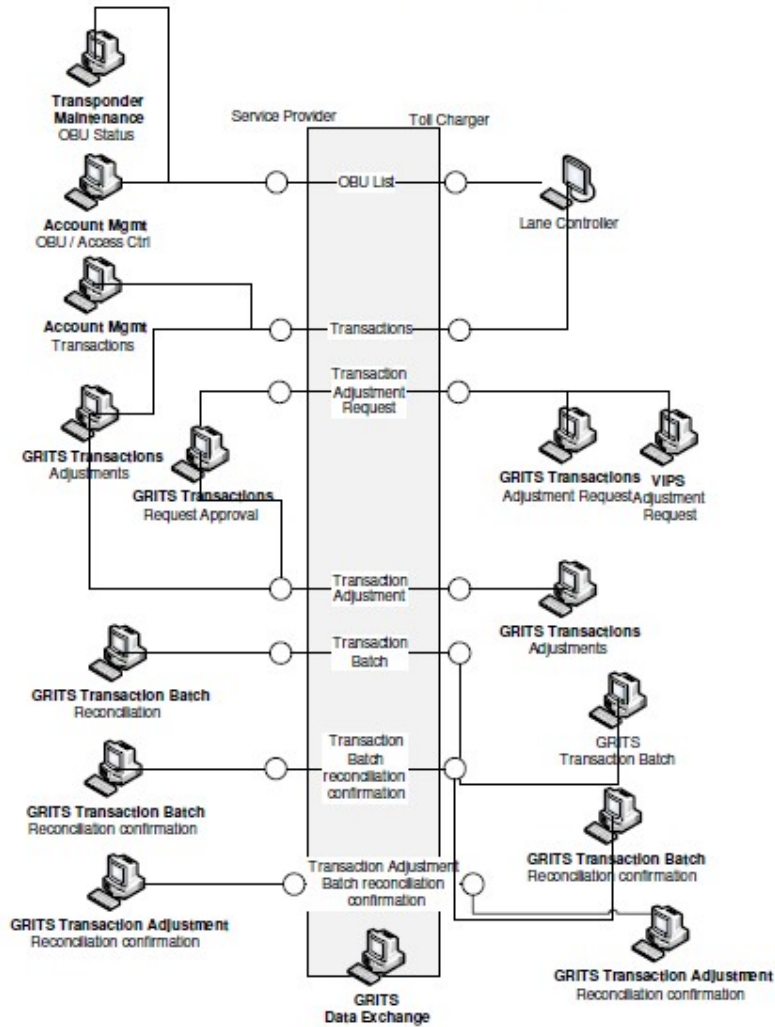 Transponder
Maintenance
OBU Status
Service Provider
Toll Charger
OBU List
Account Mgmt
OBU / Access Ctrl
Lane Controller
Account Mgmt
Transactions
Transactions
Transaction
Adjustment
Request
GRITS Transactions
Adjustments
GRITS Transactions
Request Approval
GRITS Transactions
Adjustment Request
VIPS
Adjustment
Request
Transaction
Adjustment
GRITS Transactions
Adjustments
Transaction
Batch
GRITS Transaction Batch
Reconciliation
GRITS
Transaction Batch
Transaction
Batch
reconciliation
confirmation
GRITS Transaction Batch
Reconciliation confirmation
GRITS Transaction Batch
Reconciliation confirmation
Transaction Adjustment
Batch reconciliation
confirmation
GRITS Transaction Adjustment
Reconciliation confirmation
GRITS Transaction Adjustment
Reconciliation confirmation
GRITS
Data Exchange